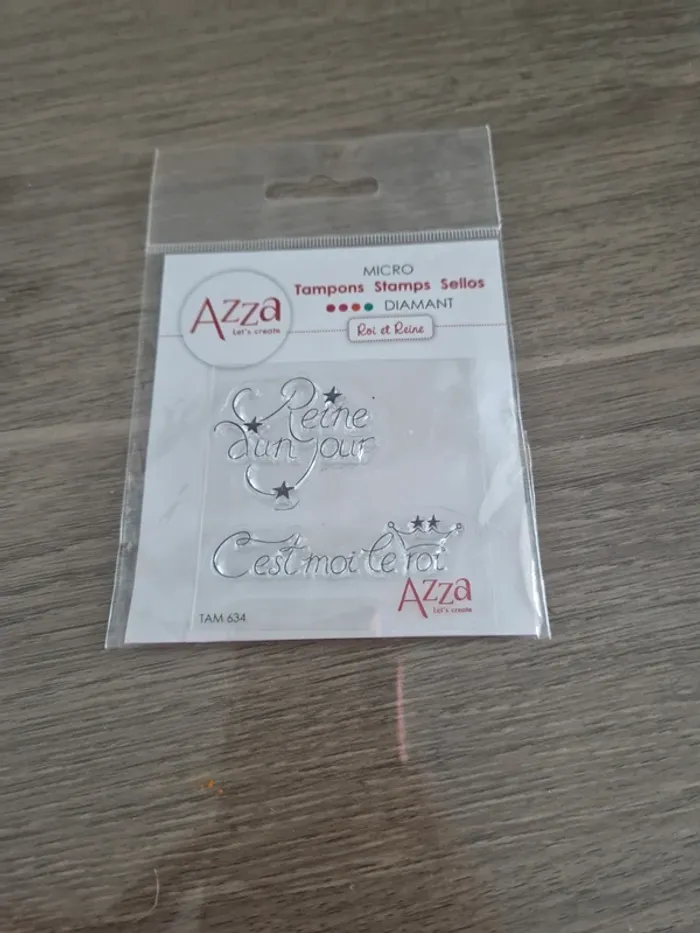 MICRO
Tampons Stamps Sellos
DIAMANT
Azza
Let's create
Roi et Reine
Reine
d'un jour
C'est moi le roi
Azza
Let's create
TAM 634